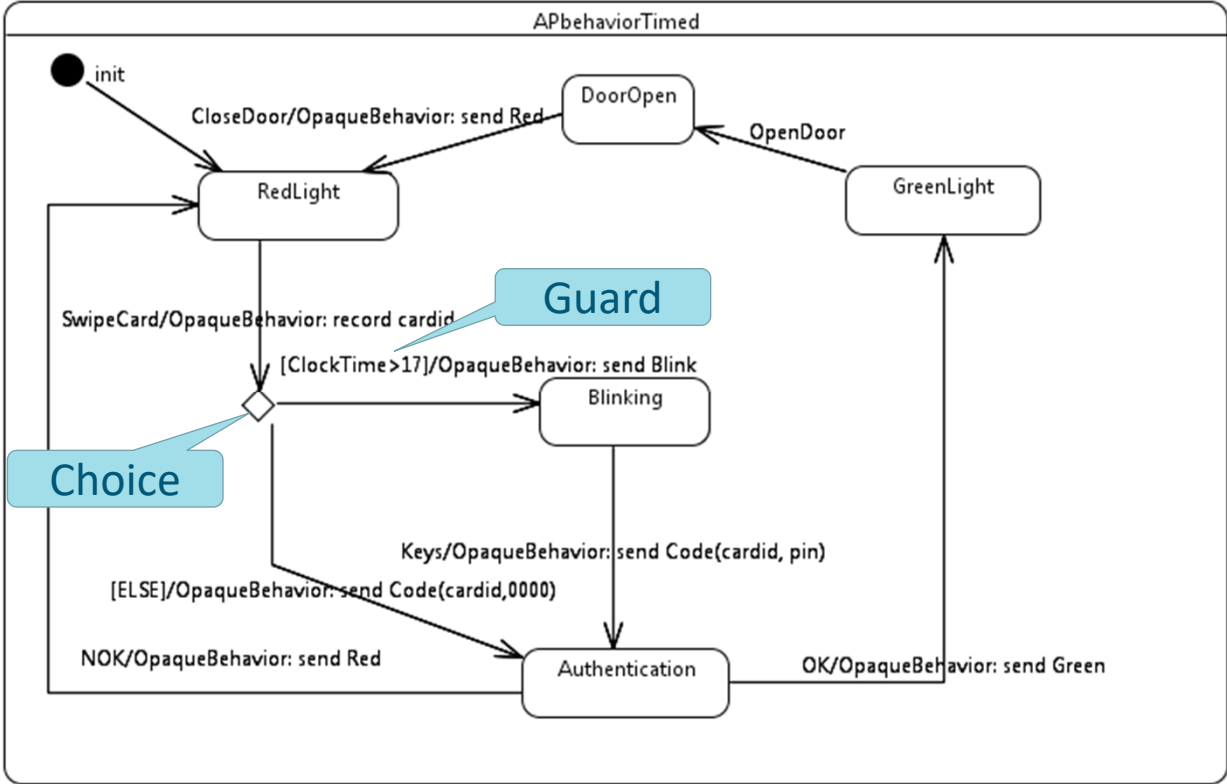 APbehaviorTimed
init
DoorOpen
CloseDoor/OpaqueBehavior: send Red
OpenDoor
RedLight
GreenLight
Guard
SwipeCard/OpaqueBehavior: record cardid
[ClockTime>17]/OpaqueBehavior: send Blink
Blinking
Choice
Keys/OpaqueBehavior: send Code(cardid, pin)
[ELSE]/OpaqueBehavior: send Code(cardid,0000)
NOK/OpaqueBehavior: send Red
Authentication
OK/OpaqueBehavior: send Green